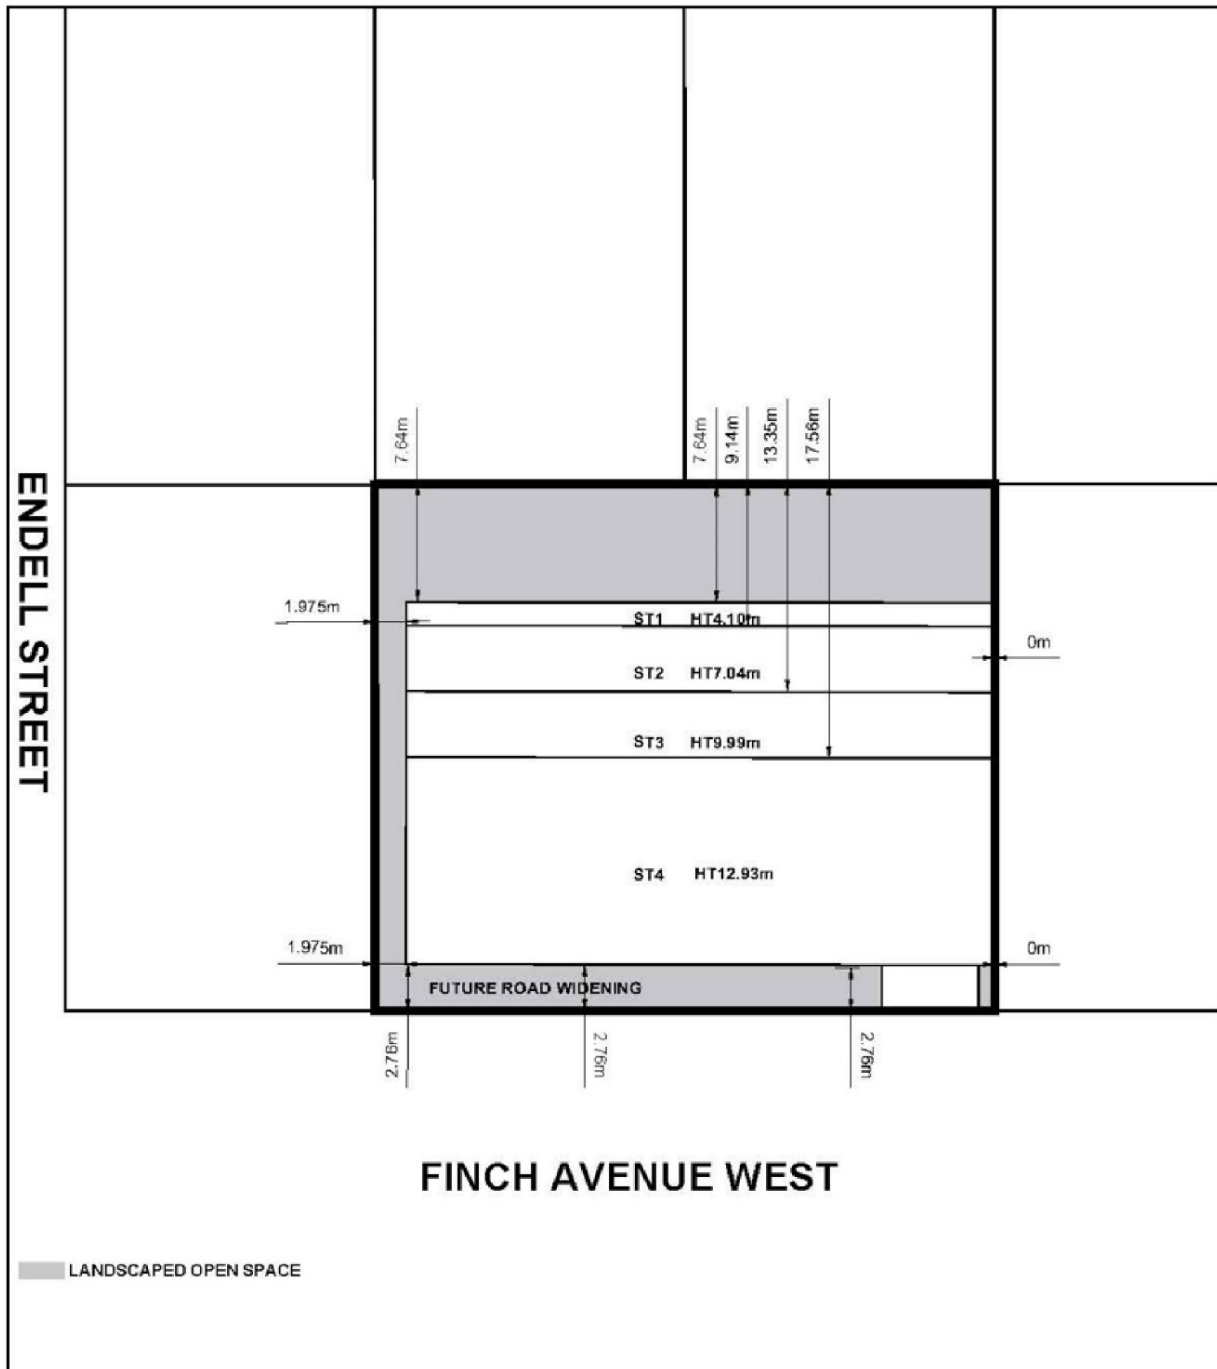 7.64m
7.64m
9.14m
13.35m
17.56m
ENDELL STREET
1.975m
ST1 HT4.10m
0m
ST2 HT7.04m
ST3 HT9.99m
ST4 HT12.93m
1.975m
0m
FUTURE ROAD WIDENING
2.76m
2.76m
2.76m
FINCH AVENUE WEST
LANDSCAPED OPEN SPACE